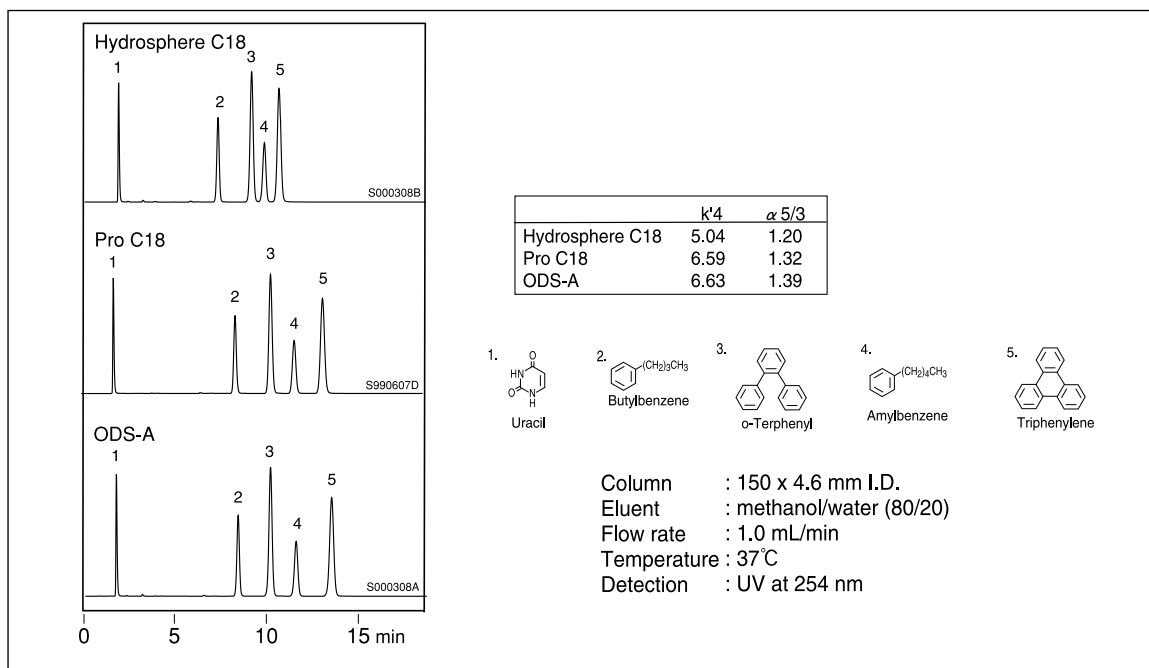 Hydrosphere C18
1
2
3
4
5
S000308B
Pro C18
1
2
3
4
5
S990607D
ODS-A
1
2
3
4
5
S000308A
0 5 10 15 min
k'4 α 5/3
Hydrosphere C18 5.04 1.20
Pro C18 6.59 1.32
ODS-A 6.63 1.39
1.
O
HN
O
N
H
Uracil
2.
(CH₂)₃CH₃
Butylbenzene
3.
o-Terphenyl
4.
(CH₂)₄CH₃
Amylbenzene
5.
Triphenylene
Column : 150 x 4.6 mm I.D.
Eluent : methanol/water (80/20)
Flow rate : 1.0 mL/min
Temperature : 37℃
Detection : UV at 254 nm